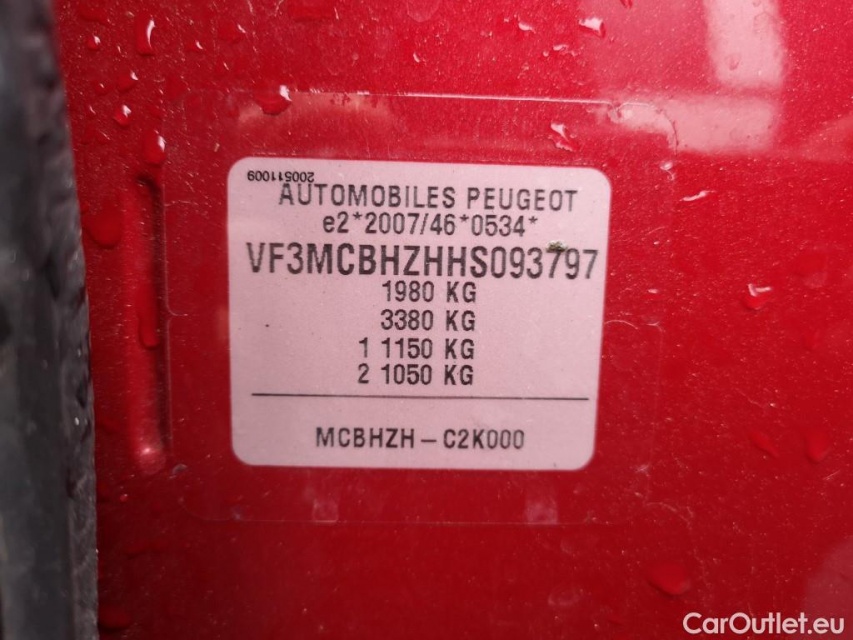 200511009
AUTOMOBILES PEUGEOT
e2*2007/46*0534*
VF3MCBHZHHS093797
1980 KG
3380 KG
1 1150 KG
2 1050 KG
MCBHZH - C2K000
CarOutlet.eu